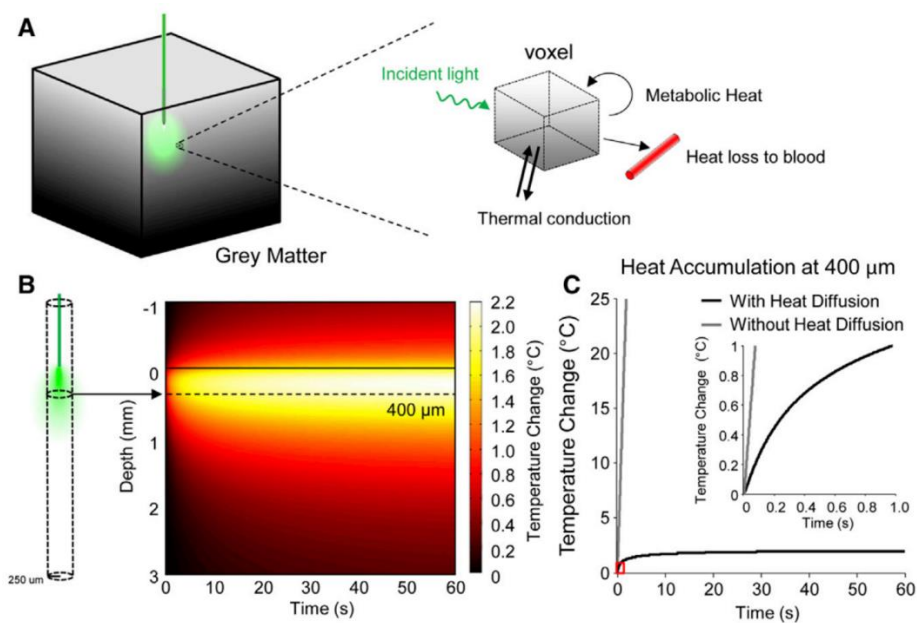 A
voxel
Incident light
Metabolic Heat
Heat loss to blood
Thermal conduction
Grey Matter
B
-1
0
1
2
3
Depth (mm)
250 um
400 µm
0 10 20 30 40 50 60
Time (s)
2.2
2.0
1.8
1.6
1.4
1.2
1.0
0.8
0.6
0.4
0.2
0
Temperature Change (°C)
C
Heat Accumulation at 400 µm
With Heat Diffusion
Without Heat Diffusion
25
20
15
10
5
0
Temperature Change (°C)
0 10 20 30 40 50 60
Time (s)
1
0.8
0.6
0.4
0.2
0
Temperature Change (°C)
0 0.2 0.4 0.6 0.8 1.0
Time (s)